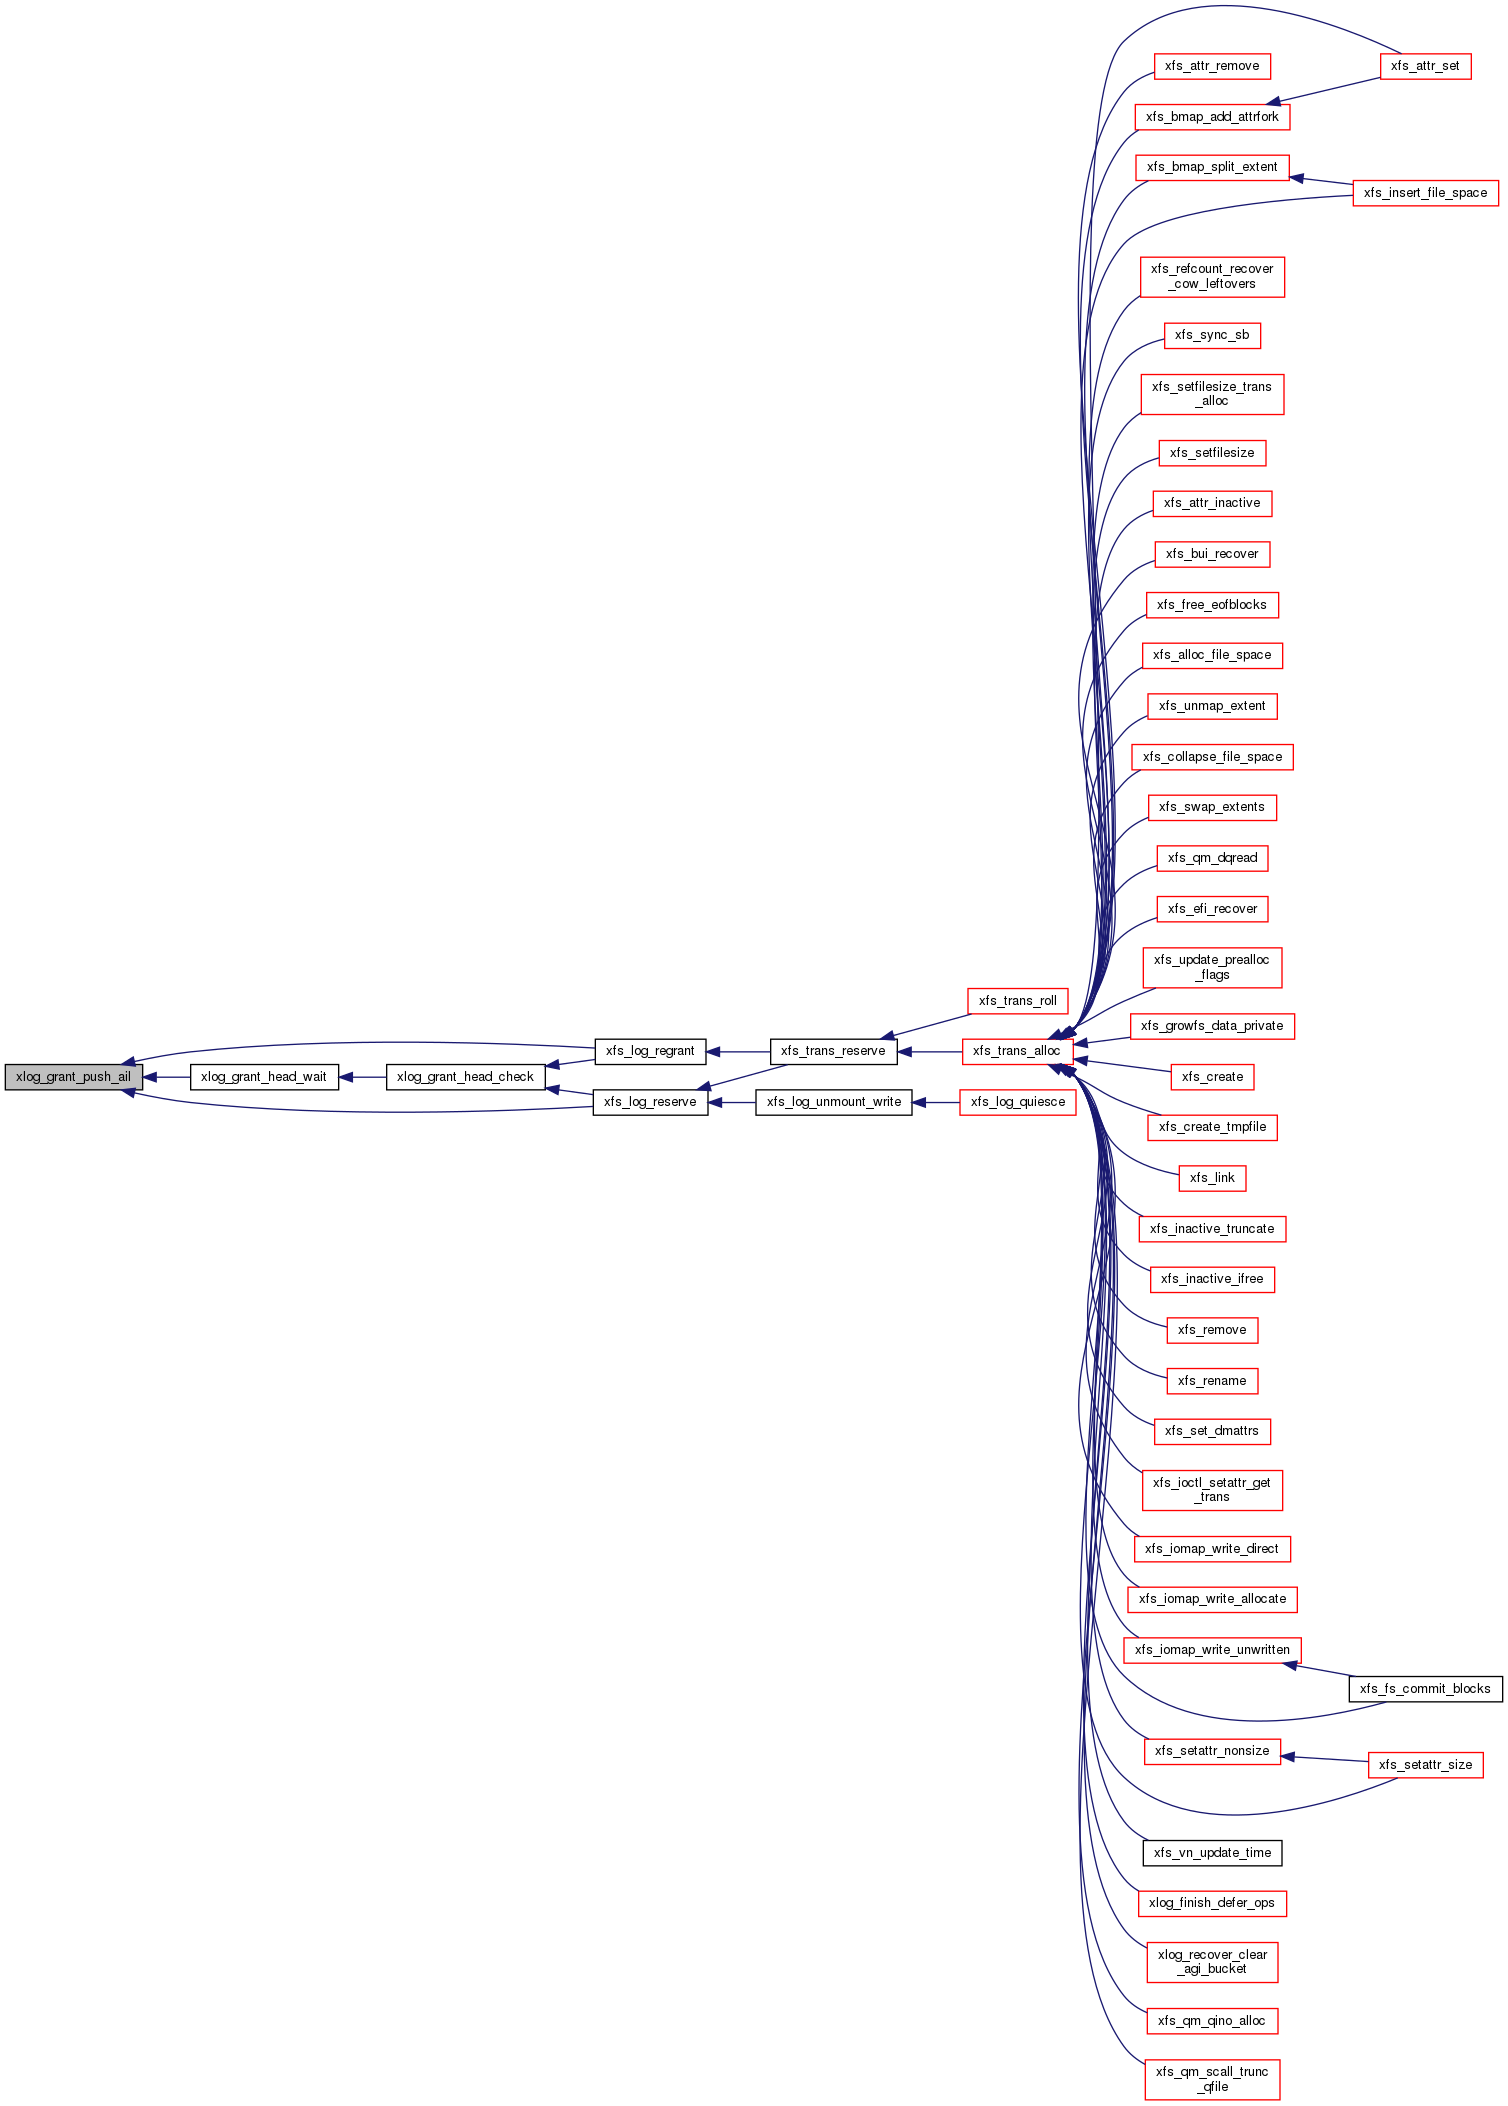 xfs_attr_set
xfs_attr_remove
xfs_bmap_add_attrfork
xfs_bmap_split_extent
xfs_insert_file_space
xfs_refcount_recover
_cow_leftovers
xfs_sync_sb
xfs_setfilesize_trans
_alloc
xfs_setfilesize
xfs_attr_inactive
xfs_bui_recover
xfs_free_eofblocks
xfs_alloc_file_space
xfs_unmap_extent
xfs_collapse_file_space
xfs_swap_extents
xfs_qm_dqread
xfs_efi_recover
xfs_update_prealloc
_flags
xfs_trans_roll
xfs_growfs_data_private
xfs_log_regrant
xfs_trans_reserve
xfs_trans_alloc
xlog_grant_push_ail
xlog_grant_head_wait
xlog_grant_head_check
xfs_create
xfs_log_reserve
xfs_log_unmount_write
xfs_log_quiesce
xfs_create_tmpfile
xfs_link
xfs_inactive_truncate
xfs_inactive_ifree
xfs_remove
xfs_rename
xfs_set_dmattrs
xfs_ioctl_setattr_get
_trans
xfs_iomap_write_direct
xfs_iomap_write_allocate
xfs_iomap_write_unwritten
xfs_fs_commit_blocks
xfs_setattr_nonsize
xfs_setattr_size
xfs_vn_update_time
xlog_finish_defer_ops
xlog_recover_clear
_agi_bucket
xfs_qm_qino_alloc
xfs_qm_scall_trunc
_qfile